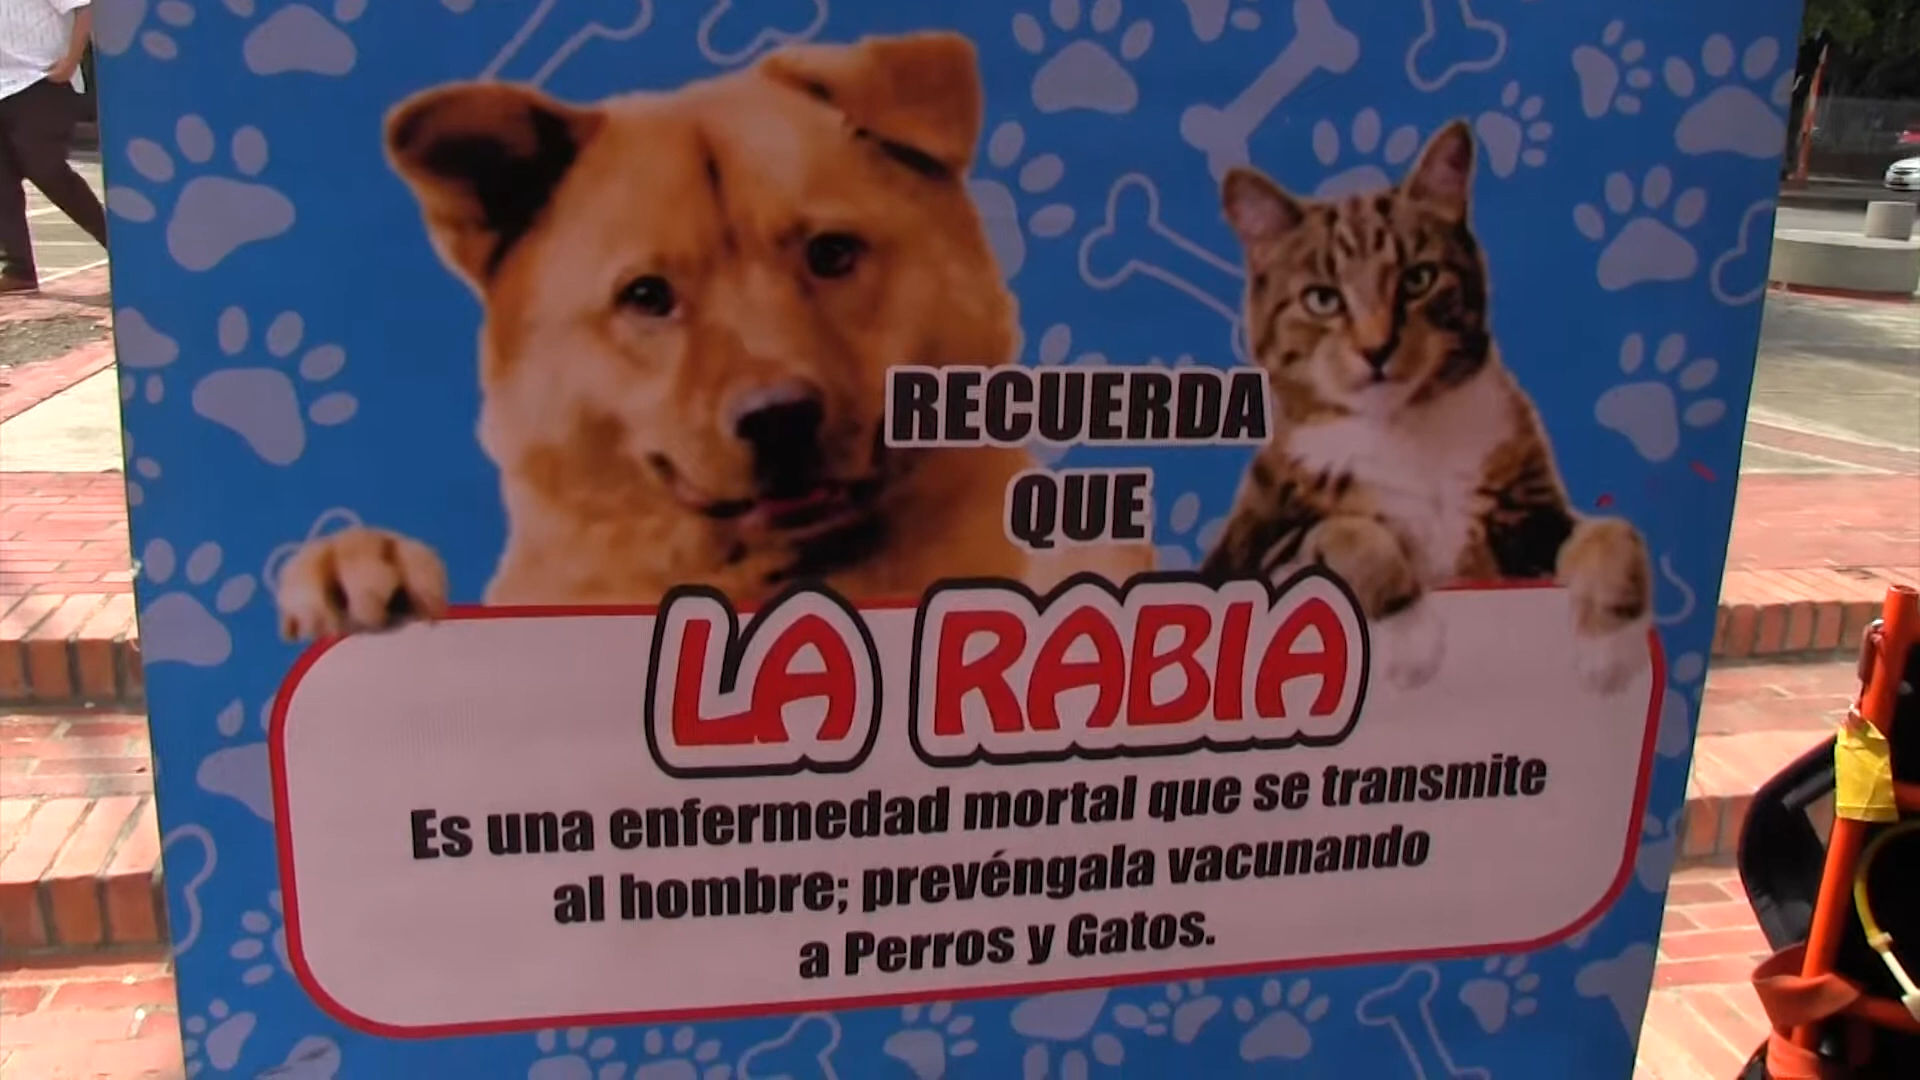 RECUERDA
QUE
LA RABIA
Es una enfermedad mortal que se transmite
al hombre; prevéngala vacunando
a Perros y Gatos.